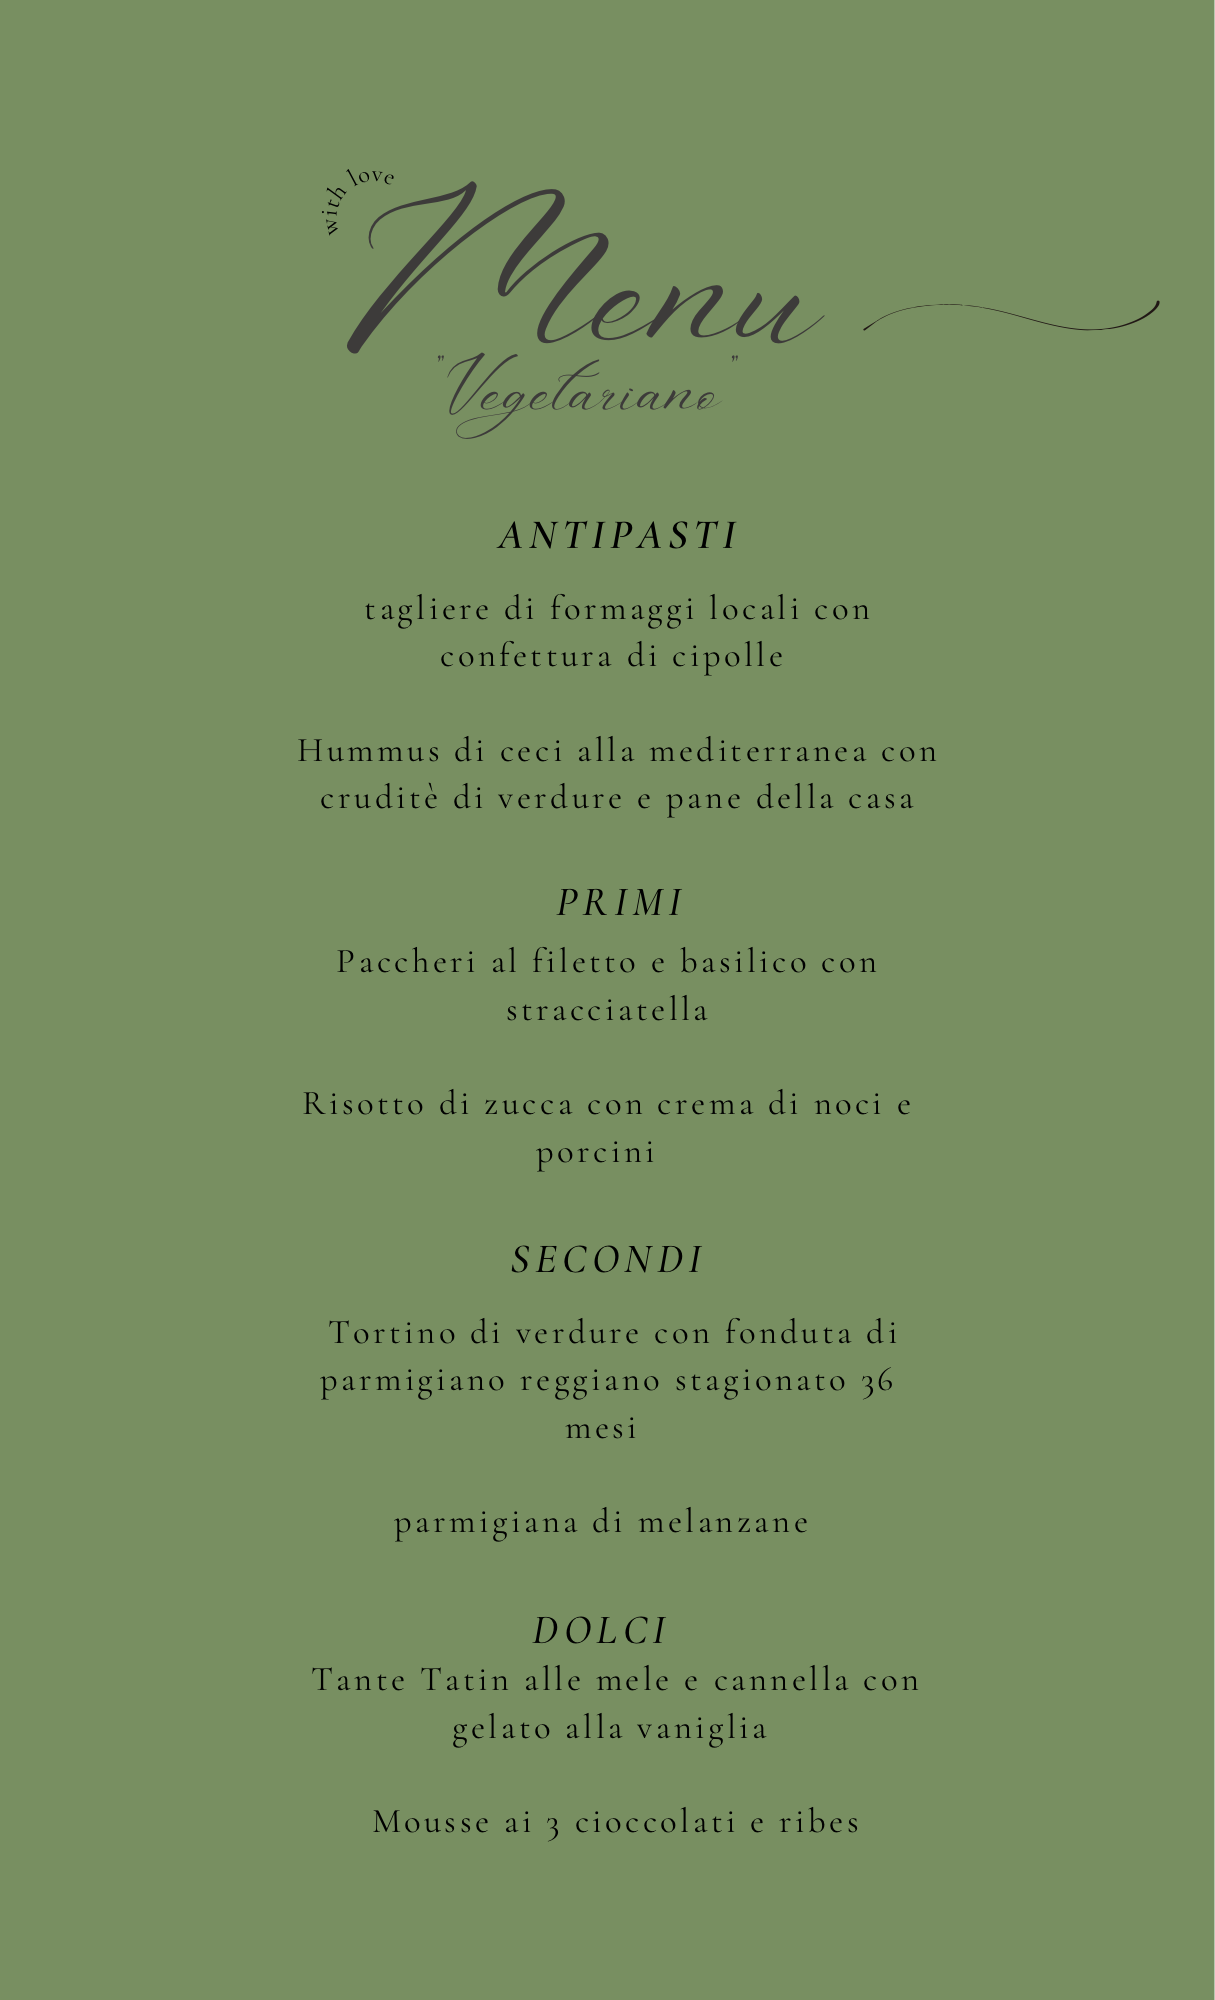 with love
Menu
"Vegetariano"
ANTIPASTI
tagliere di formaggi locali con
confettura di cipolle
Hummus di ceci alla mediterranea con
cruditè di verdure e pane della casa
PRIMI
Paccheri al filetto e basilico con
stracciatella
Risotto di zucca con crema di noci e
porcini
SECONDI
Tortino di verdure con fonduta di
parmigiano reggiano stagionato 36
mesi
parmigiana di melanzane
DOLCI
Tante Tatin alle mele e cannella con
gelato alla vaniglia
Mousse ai 3 cioccolati e ribes